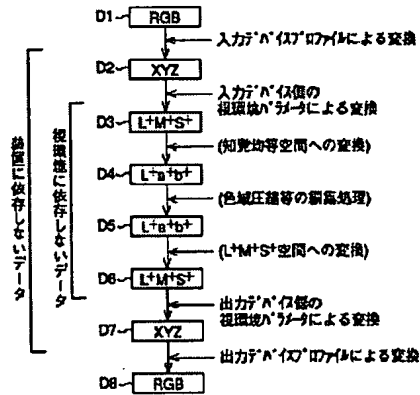 D1 RGB
入力デバイスプロファイルによる変換
D2 XYZ
入力デバイス側の
視環境パラメータによる変換
D3 L+M+S+
(知覚均等空間への変換)
D4 L+a+b+
(色域圧縮等の編集処理)
D5 L+a+b+
(L+M+S+空間への変換)
D6 L+M+S+
出力デバイス側の
視環境パラメータによる変換
D7 XYZ
出力デバイスプロファイルによる変換
D8 RGB
装置に依存しないデータ
視環境に依存しないデータ